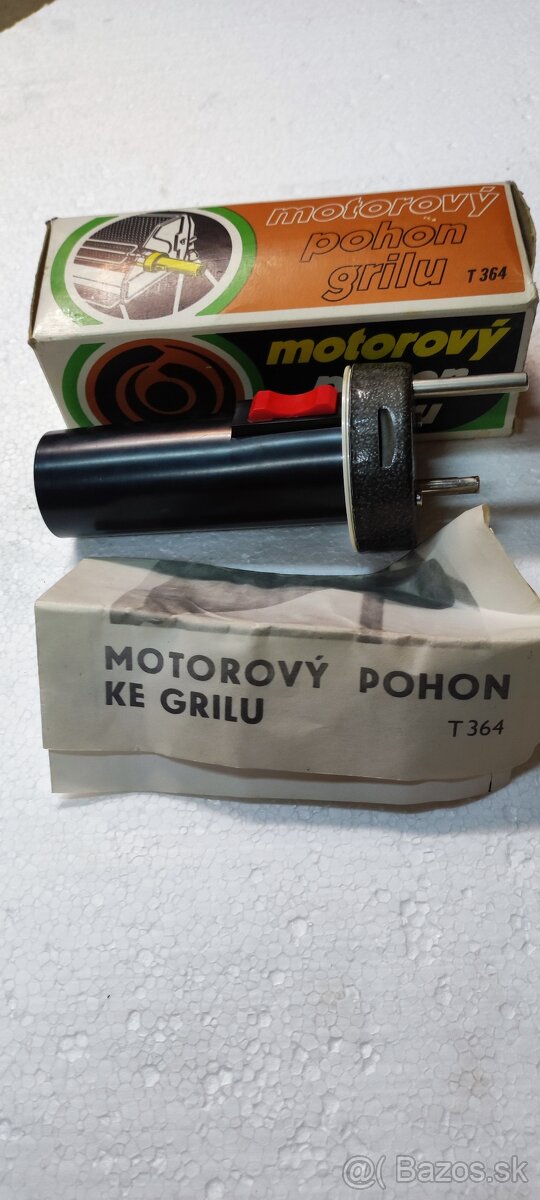 motorový
pohon
grilu T 364
motorový
MOTOROVÝ POHON
KE GRILU
T 364
@ Bazos.sk